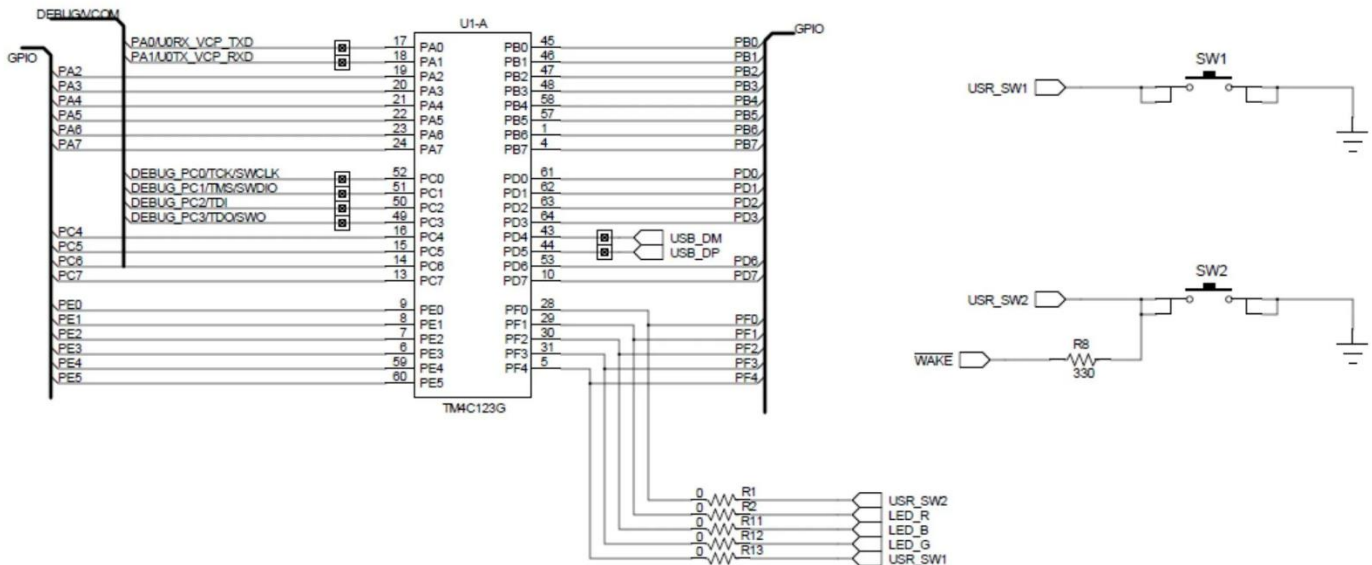 DEBUG/VCOM
GPIO
U1-A
GPIO
PA0/U0RX_VCP_TXD 17 PA0 PB0 45 PB0
PA1/U0TX_VCP_RXD 18 PA1 PB1 46 PB1
PA2 19 PA2 PB2 47 PB2
PA3 20 PA3 PB3 48 PB3
PA4 21 PA4 PB4 58 PB4
PA5 22 PA5 PB5 57 PB5
PA6 23 PA6 PB6 1 PB6
PA7 24 PA7 PB7 4 PB7
DEBUG_PC0/TCK/SWCLK 52 PC0 PD0 61 PD0
DEBUG_PC1/TMS/SWDIO 51 PC1 PD1 62 PD1
DEBUG_PC2/TDI 50 PC2 PD2 63 PD2
DEBUG_PC3/TDO/SWO 49 PC3 PD3 64 PD3
PC4 16 PC4 PD4 43 USB_DM
PC5 15 PC5 PD5 44 USB_DP
PC6 14 PC6 PD6 53 PD6
PC7 13 PC7 PD7 10 PD7
PE0 9 PE0 PF0 28 PF0
PE1 8 PE1 PF1 29 PF1
PE2 7 PE2 PF2 30 PF2
PE3 6 PE3 PF3 31 PF3
PE4 59 PE4 PF4 5 PF4
PE5 60 PE5
TM4C123G
0 R1 USR_SW2
0 R2 LED_R
0 R11 LED_B
0 R12 LED_G
0 R13 USR_SW1
SW1
USR_SW1
SW2
USR_SW2
R8
WAKE
330